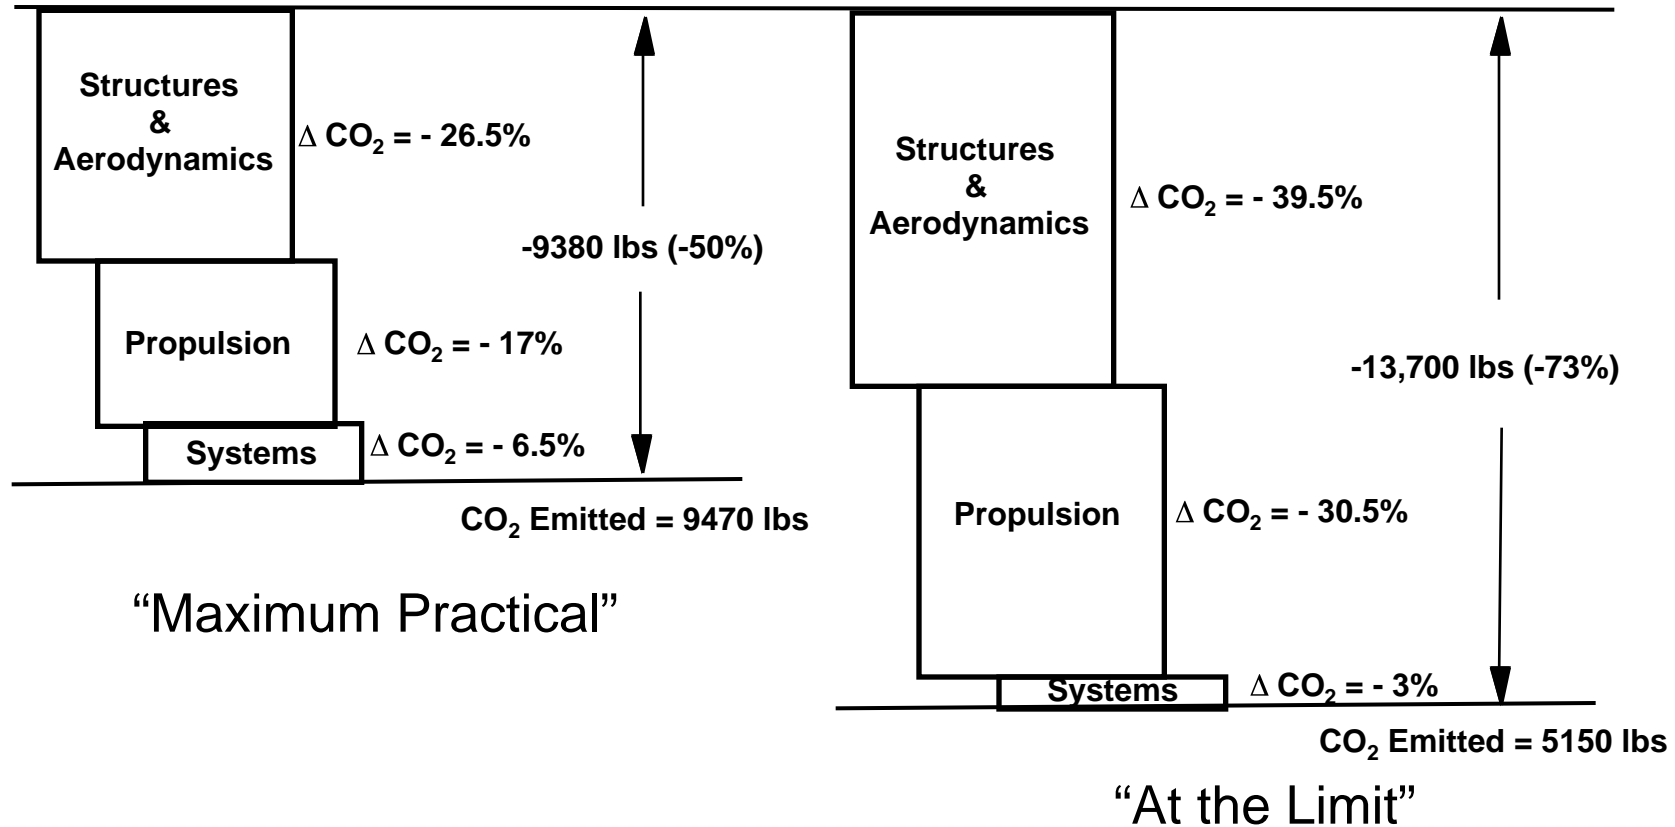 Structures
&
Aerodynamics
Δ CO₂ = - 26.5%
-9380 lbs (-50%)
Propulsion
Δ CO₂ = - 17%
Systems
Δ CO₂ = - 6.5%
CO₂ Emitted = 9470 lbs
“Maximum Practical”
Structures
&
Aerodynamics
Δ CO₂ = - 39.5%
-13,700 lbs (-73%)
Propulsion
Δ CO₂ = - 30.5%
Systems
Δ CO₂ = - 3%
CO₂ Emitted = 5150 lbs
“At the Limit”